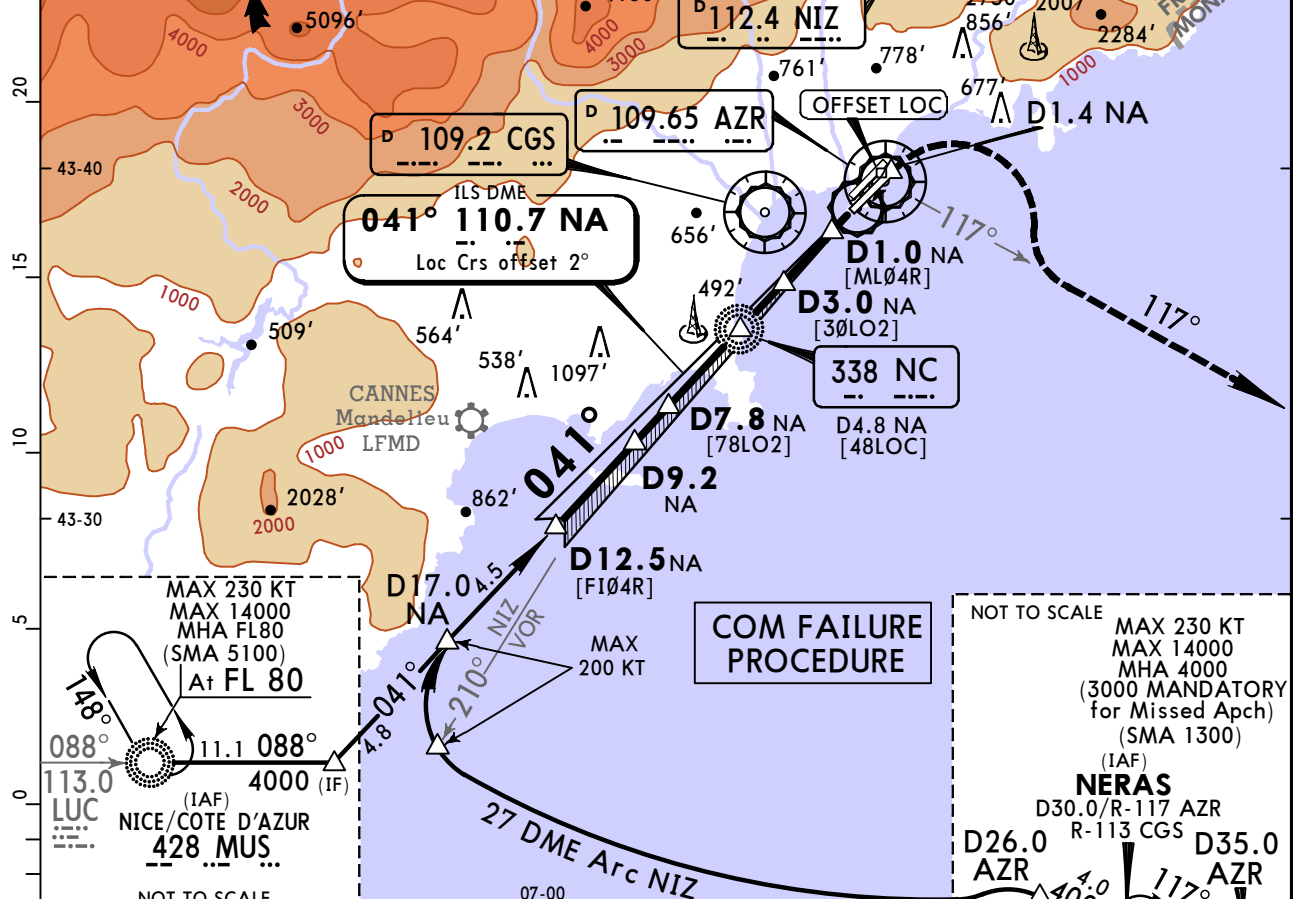 5096'
4000
4000
3000
D 112.4 NIZ
856'
2007
2284'
1000
778'
761'
677'
OFFSET LOC
D1.4 NA
20
3000
D 109.2 CGS
D 109.65 AZR
43-40
2000
ILS DME
041° 110.7 NA
Loc Crs offset 2°
656'
117°
D1.0 NA
[MLØ4R]
15
1000
492'
D3.0 NA
[3ØLO2]
117°
564'
509'
538'
1097'
338 NC
CANNES
Mandelieu
LFMD
D7.8 NA
[78LO2]
D4.8 NA
[48LOC]
10
1000
041°
D9.2
NA
2028'
862'
43-30
2000
D12.5 NA
[FIØ4R]
D17.0
NA
4.5
NIZ
VOR
210°
MAX
200 KT
COM FAILURE
PROCEDURE
5
MAX 230 KT
MAX 14000
MHA FL80
(SMA 5100)
At FL 80
148°
088°
113.0
LUC
11.1 088°
4000
(IF)
041°
4.8
(IAF)
NICE/COTE D'AZUR
428 MUS
0
NOT TO SCALE
27 DME Arc NIZ
07-00
NOT TO SCALE
MAX 230 KT
MAX 14000
MHA 4000
(3000 MANDATORY
for Missed Apch)
(SMA 1300)
(IAF)
NERAS
D30.0/R-117 AZR
R-113 CGS
D26.0
AZR
D35.0
AZR
4.0
117°